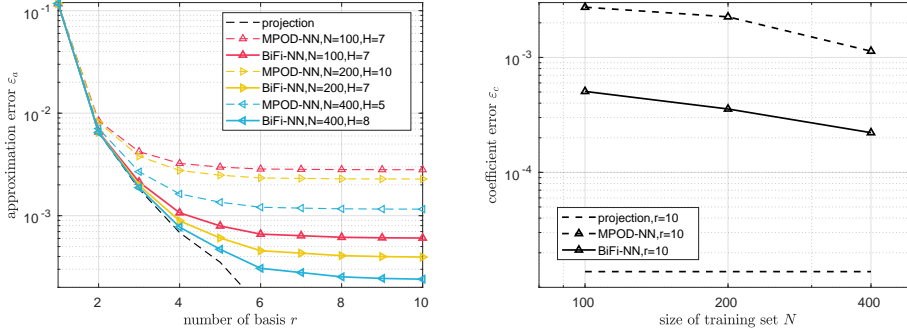 approximation error εₐ
10⁻¹
10⁻²
10⁻³
2
4
6
8
10
number of basis r
projection
MPOD-NN,N=100,H=7
BiFi-NN,N=100,H=7
MPOD-NN,N=200,H=10
BiFi-NN,N=200,H=7
MPOD-NN,N=400,H=5
BiFi-NN,N=400,H=8
coefficient error ε_c
10⁻³
10⁻⁴
100
200
400
size of training set N
projection,r=10
MPOD-NN,r=10
BiFi-NN,r=10